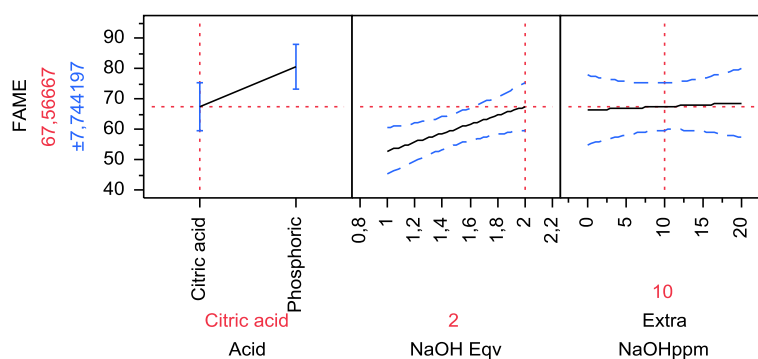 FAME
67,56667
±7,744197
90
80
70
60
50
40
Citric acid
Phosphoric
0,8
1
1,2
1,4
1,6
1,8
2
2,2
0
5
10
15
20
Citric acid
Acid
2
NaOH Eqv
10
Extra
NaOHppm